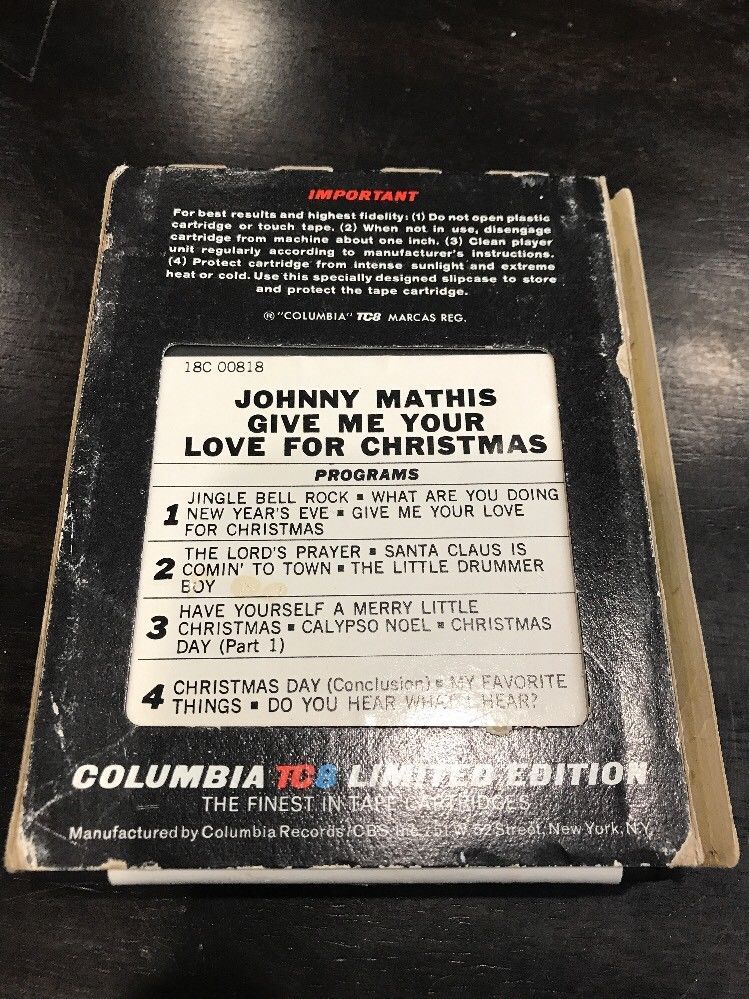 IMPORTANT
For best results and highest fidelity: (1) Do not open plastic
cartridge or touch tape. (2) When not in use, disengage
cartridge from machine about one inch. (3) Clean player
unit regularly according to manufacturer's instructions.
(4) Protect cartridge from intense sunlight and extreme
heat or cold. Use this specially designed slipcase to store
and protect the tape cartridge.
® "COLUMBIA" TC8 MARCAS REG.
18C 00818
JOHNNY MATHIS
GIVE ME YOUR
LOVE FOR CHRISTMAS
PROGRAMS
1 JINGLE BELL ROCK ▪ WHAT ARE YOU DOING
NEW YEAR'S EVE ▪ GIVE ME YOUR LOVE
FOR CHRISTMAS
2 THE LORD'S PRAYER ▪ SANTA CLAUS IS
COMIN' TO TOWN ▪ THE LITTLE DRUMMER
BOY
3 HAVE YOURSELF A MERRY LITTLE
CHRISTMAS ▪ CALYPSO NOEL ▪ CHRISTMAS
DAY (Part 1)
4 CHRISTMAS DAY (Conclusion) ▪ MY FAVORITE
THINGS ▪ DO YOU HEAR WHAT I HEAR?
COLUMBIA TC8 LIMITED EDITION
THE FINEST IN TAPE CARTRIDGES
Manufactured by Columbia Records/CBS, Inc./51 W. 52 Street, New York, N.Y.